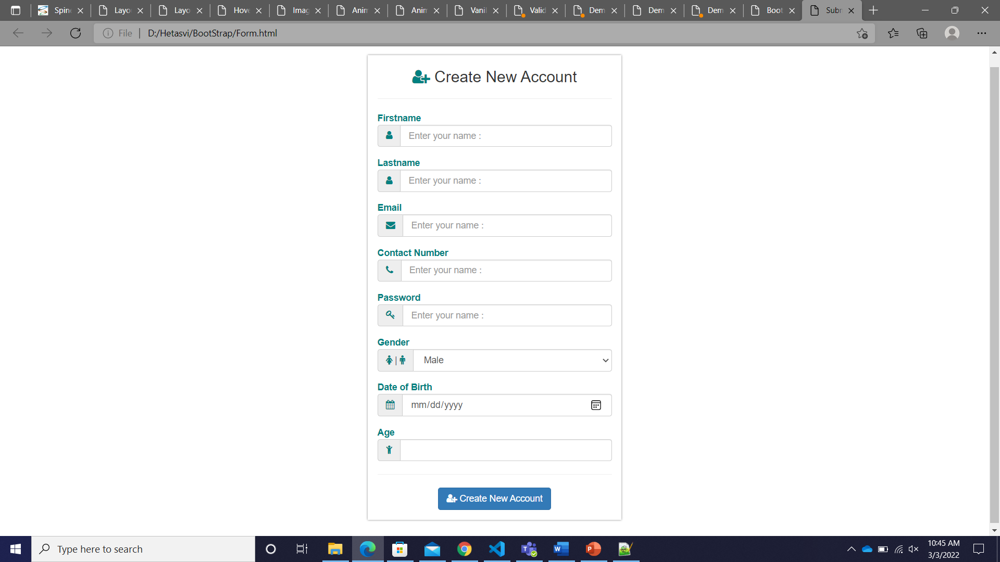 Spin
Layo
Layo
Hove
Imag
Anim
Anim
Vanil
Valid
Dem
Dem
Dem
Boot
Subm
File
D:/Hetasvi/BootStrap/Form.html
Create New Account
Firstname
Enter your name :
Lastname
Enter your name :
Email
Enter your name :
Contact Number
Enter your name :
Password
Enter your name :
Gender
| Male
Date of Birth
mm/dd/yyyy
Age
Create New Account
Type here to search
10:45 AM
3/3/2022